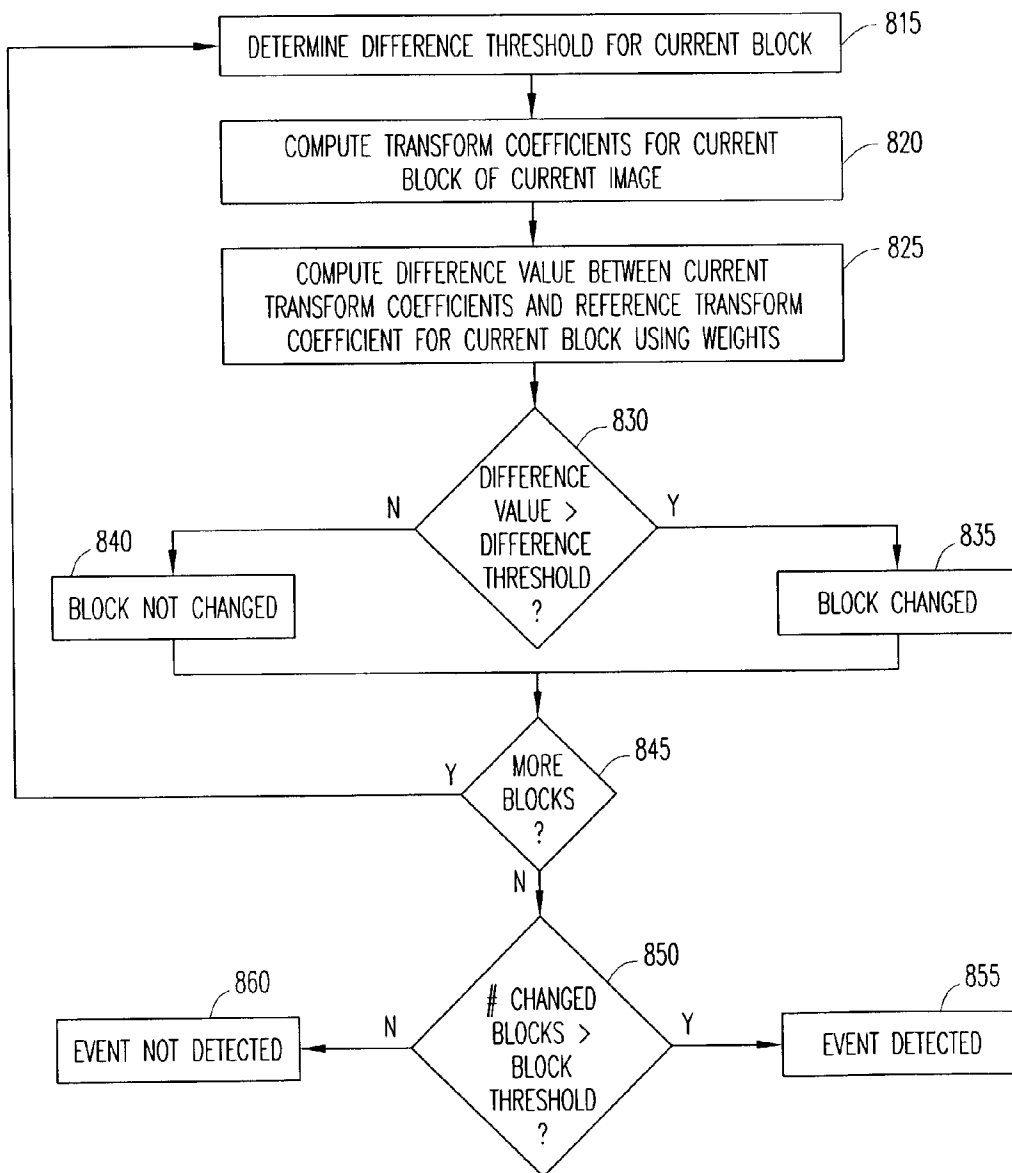 DETERMINE DIFFERENCE THRESHOLD FOR CURRENT BLOCK
815
COMPUTE TRANSFORM COEFFICIENTS FOR CURRENT
BLOCK OF CURRENT IMAGE
820
COMPUTE DIFFERENCE VALUE BETWEEN CURRENT
TRANSFORM COEFFICIENTS AND REFERENCE TRANSFORM
COEFFICIENT FOR CURRENT BLOCK USING WEIGHTS
825
830
DIFFERENCE
VALUE >
DIFFERENCE
THRESHOLD
?
N
Y
840
BLOCK NOT CHANGED
835
BLOCK CHANGED
845
MORE
BLOCKS
?
Y
N
850
# CHANGED
BLOCKS >
BLOCK
THRESHOLD
?
N
Y
860
EVENT NOT DETECTED
855
EVENT DETECTED